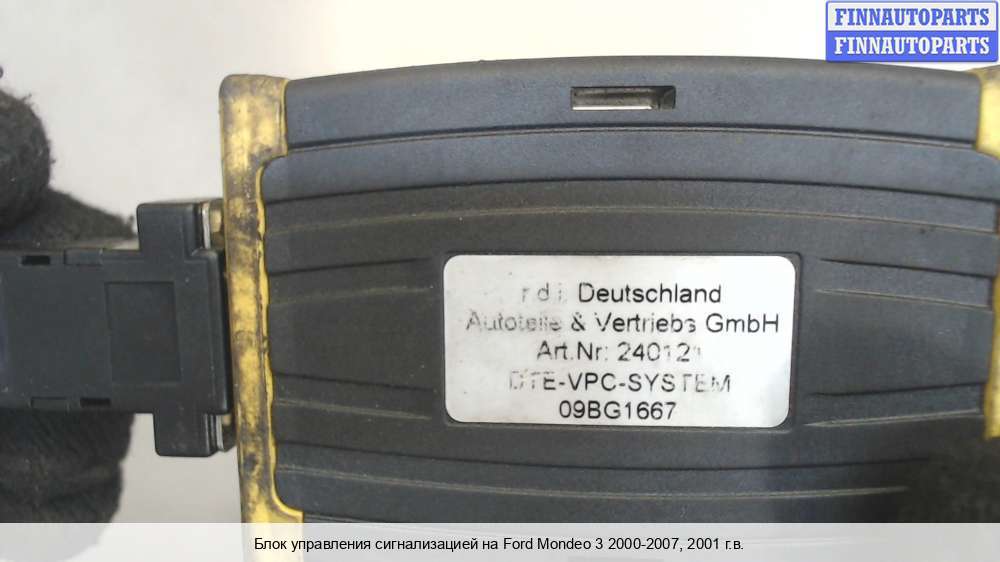 FINNAUTOPARTS
FINNAUTOPARTS
r.d.i. Deutschland
Autoteile & Vertriebs GmbH
Art.Nr: 240121
DTE-VPC-SYSTEM
09BG1667
Блок управления сигнализацией на Ford Mondeo 3 2000-2007, 2001 г.в.